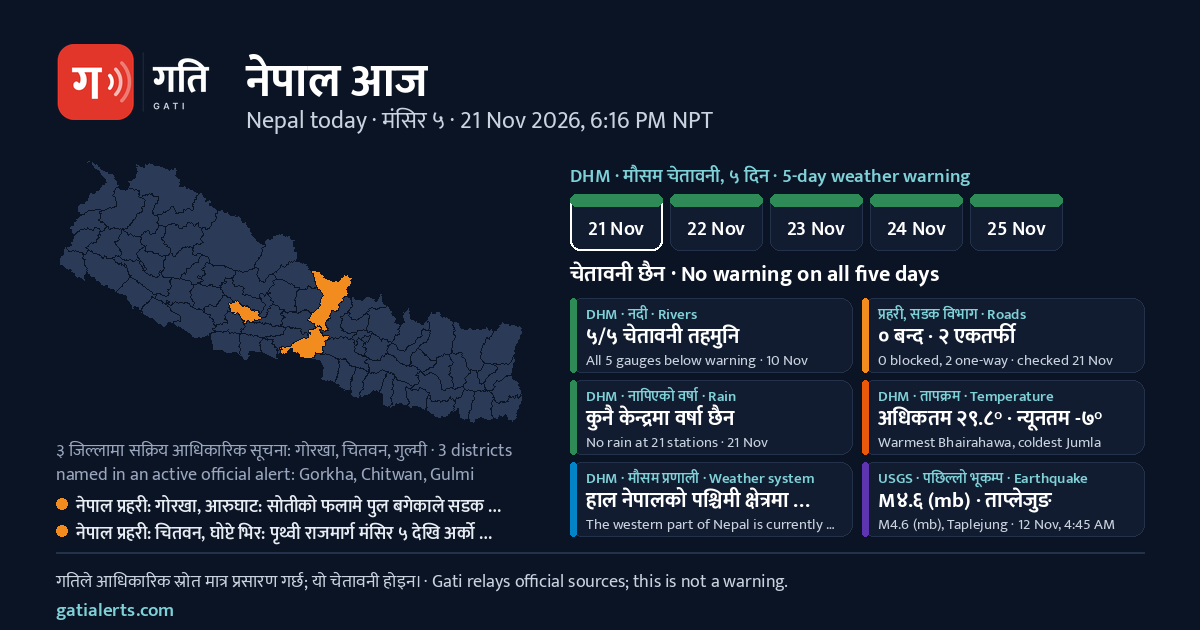 ग
गति
GATI
नेपाल आज
Nepal today · मंसिर ५ · 21 Nov 2026, 6:16 PM NPT
DHM · मौसम चेतावनी, ५ दिन · 5-day weather warning
21 Nov
22 Nov
23 Nov
24 Nov
25 Nov
चेतावनी छैन · No warning on all five days
DHM · नदी · Rivers
५/५ चेतावनी तहमुनि
All 5 gauges below warning · 10 Nov
प्रहरी, सडक विभाग · Roads
० बन्द · २ एकतर्फी
0 blocked, 2 one-way · checked 21 Nov
DHM · नापिएको वर्षा · Rain
कुनै केन्द्रमा वर्षा छैन
No rain at 21 stations · 21 Nov
DHM · तापक्रम · Temperature
अधिकतम २९.८° · न्यूनतम -७°
Warmest Bhairahawa, coldest Jumla
DHM · मौसम प्रणाली · Weather system
हाल नेपालको पश्चिमी क्षेत्रमा ...
The western part of Nepal is currently ...
USGS · पछिल्लो भूकम्प · Earthquake
M४.६ (mb) · ताप्लेजुङ
M4.6 (mb), Taplejung · 12 Nov, 4:45 AM
३ जिल्लामा सक्रिय आधिकारिक सूचना: गोरखा, चितवन, गुल्मी · 3 districts
named in an active official alert: Gorkha, Chitwan, Gulmi
नेपाल प्रहरी: गोरखा, आरुघाट: सोतीको फलामे पुल बगेकाले सडक ...
नेपाल प्रहरी: चितवन, घोप्टे भिर: पृथ्वी राजमार्ग मंसिर ५ देखि अर्को ...
गतिले आधिकारिक स्रोत मात्र प्रसारण गर्छ; यो चेतावनी होइन। · Gati relays official sources; this is not a warning.
gatialerts.com